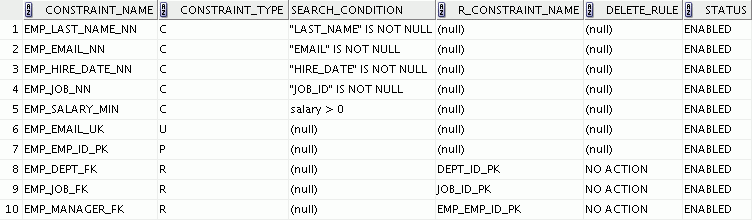 CONSTRAINT_NAME CONSTRAINT_TYPE SEARCH_CONDITION R_CONSTRAINT_NAME DELETE_RULE STATUS
1 EMP_LAST_NAME_NN C "LAST_NAME" IS NOT NULL (null) (null) ENABLED
2 EMP_EMAIL_NN C "EMAIL" IS NOT NULL (null) (null) ENABLED
3 EMP_HIRE_DATE_NN C "HIRE_DATE" IS NOT NULL (null) (null) ENABLED
4 EMP_JOB_NN C "JOB_ID" IS NOT NULL (null) (null) ENABLED
5 EMP_SALARY_MIN C salary > 0 (null) (null) ENABLED
6 EMP_EMAIL_UK U (null) (null) (null) ENABLED
7 EMP_EMP_ID_PK P (null) (null) (null) ENABLED
8 EMP_DEPT_FK R (null) DEPT_ID_PK NO ACTION ENABLED
9 EMP_JOB_FK R (null) JOB_ID_PK NO ACTION ENABLED
10 EMP_MANAGER_FK R (null) EMP_EMP_ID_PK NO ACTION ENABLED